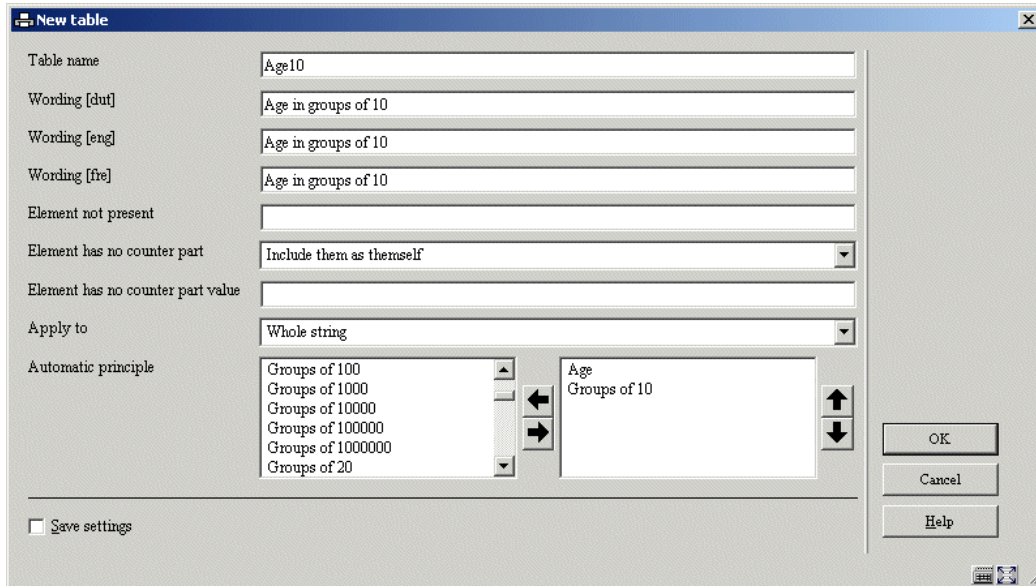 New table
Table name
Age10
Wording [dut]
Age in groups of 10
Wording [eng]
Age in groups of 10
Wording [fre]
Age in groups of 10
Element not present
Element has no counter part
Include them as themself
Element has no counter part value
Apply to
Whole string
Automatic principle
Groups of 100
Groups of 1000
Groups of 10000
Groups of 100000
Groups of 1000000
Groups of 20
Age
Groups of 10
OK
Cancel
Help
Save settings